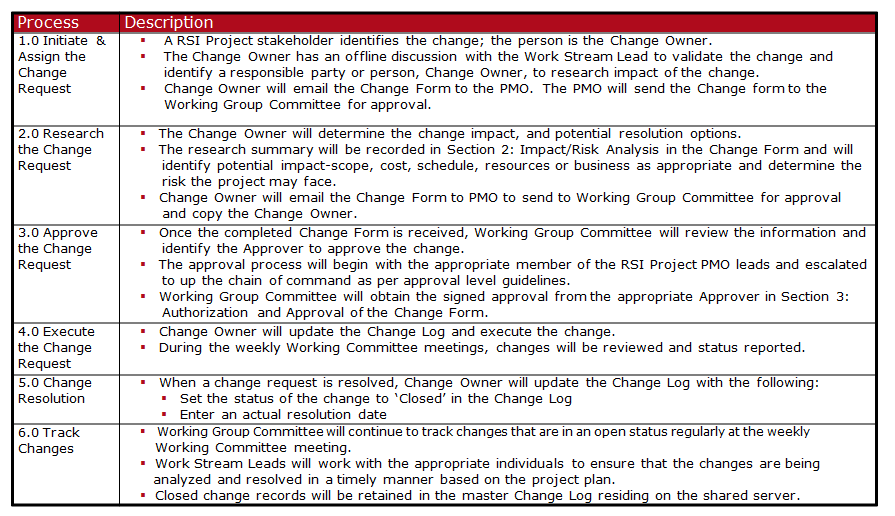 Process Description
1.0 Initiate & Assign the Change Request
▪ A RSI Project stakeholder identifies the change; the person is the Change Owner.
▪ The Change Owner has an offline discussion with the Work Stream Lead to validate the change and
identify a responsible party or person, Change Owner, to research impact of the change.
▪ Change Owner will email the Change Form to the PMO. The PMO will send the Change form to the
Working Group Committee for approval.
2.0 Research the Change Request
▪ The Change Owner will determine the change impact, and potential resolution options.
▪ The research summary will be recorded in Section 2: Impact/Risk Analysis in the Change Form and will
identify potential impact-scope, cost, schedule, resources or business as appropriate and determine the
risk the project may face.
▪ Change Owner will email the Change Form to PMO to send to Working Group Committee for approval
and copy the Change Owner.
3.0 Approve the Change Request
▪ Once the completed Change Form is received, Working Group Committee will review the information and
identify the Approver to approve the change.
▪ The approval process will begin with the appropriate member of the RSI Project PMO leads and escalated
to up the chain of command as per approval level guidelines.
▪ Working Group Committee will obtain the signed approval from the appropriate Approver in Section 3:
Authorization and Approval of the Change Form.
4.0 Execute the Change Request
▪ Change Owner will update the Change Log and execute the change.
▪ During the weekly Working Committee meetings, changes will be reviewed and status reported.
5.0 Change Resolution
▪ When a change request is resolved, Change Owner will update the Change Log with the following:
▪ Set the status of the change to ‘Closed’ in the Change Log
▪ Enter an actual resolution date
6.0 Track Changes
▪ Working Group Committee will continue to track changes that are in an open status regularly at the weekly
Working Committee meeting.
▪ Work Stream Leads will work with the appropriate individuals to ensure that the changes are being
analyzed and resolved in a timely manner based on the project plan.
▪ Closed change records will be retained in the master Change Log residing on the shared server.